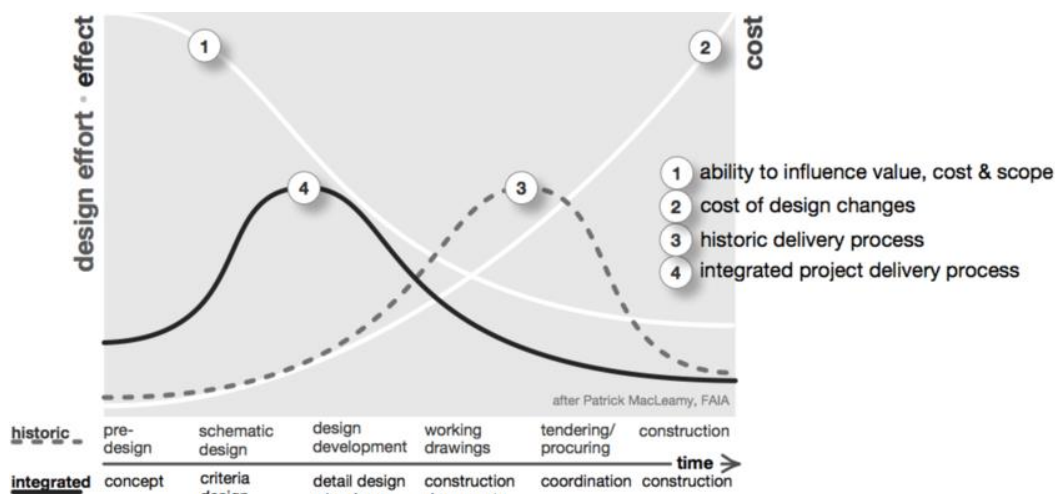 design effort · effect
cost
1
2
3
4
1 ability to influence value, cost & scope
2 cost of design changes
3 historic delivery process
4 integrated project delivery process
after Patrick MacLeamy, FAIA
historic
pre-
design
schematic
design
design
development
working
drawings
tendering/
procuring
construction
time
integrated
concept
criteria
detail design
construction
coordination
construction